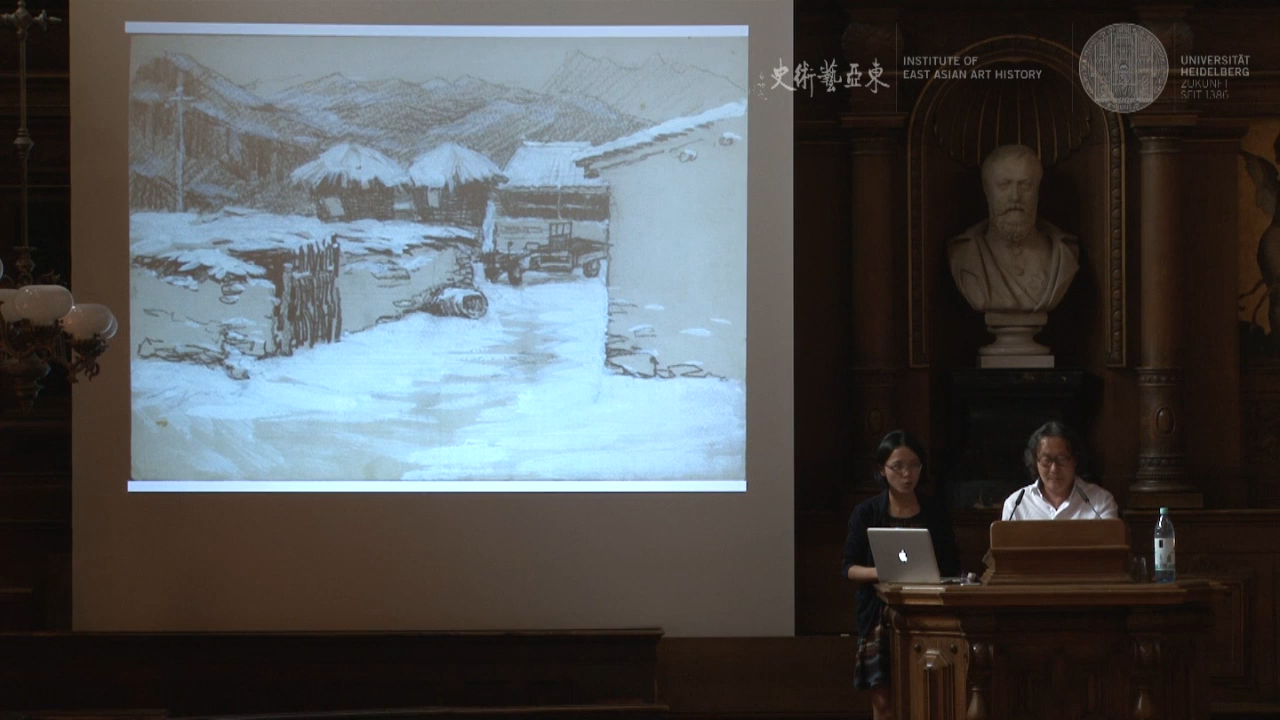 史術藝亞東
INSTITUTE OF
EAST ASIAN ART HISTORY
UNIVERSITÄT
HEIDELBERG
ZUKUNFT
SEIT 1386